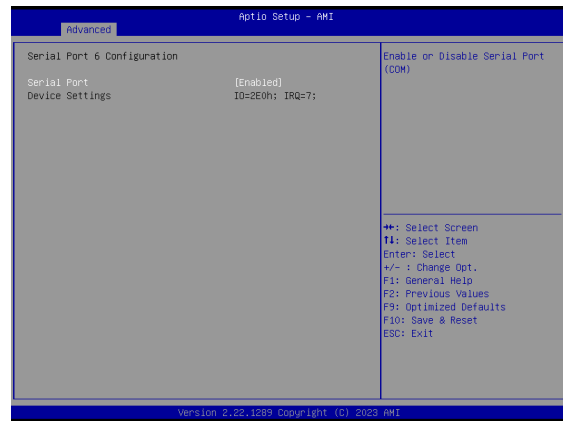 Aptio Setup – AMI
Advanced
Serial Port 6 Configuration
Serial Port [Enabled]
Device Settings IO=2E0h; IRQ=7;
Enable or Disable Serial Port
(COM)
→←: Select Screen
↑↓: Select Item
Enter: Select
+/- : Change Opt.
F1: General Help
F2: Previous Values
F9: Optimized Defaults
F10: Save & Reset
ESC: Exit
Version 2.22.1289 Copyright (C) 2023 AMI